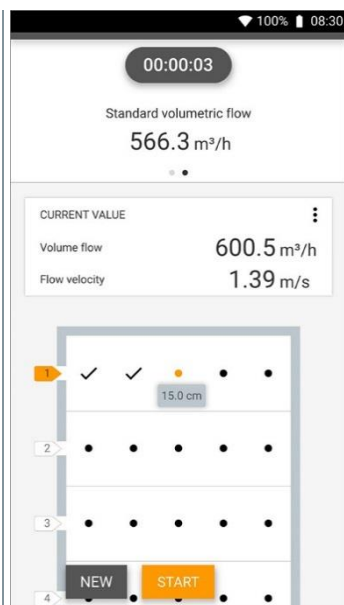 100% 08:30
00:00:03
Standard volumetric flow
566.3 m³/h
CURRENT VALUE
Volume flow 600.5 m³/h
Flow velocity 1.39 m/s
1
15.0 cm
2
3
NEW START
4